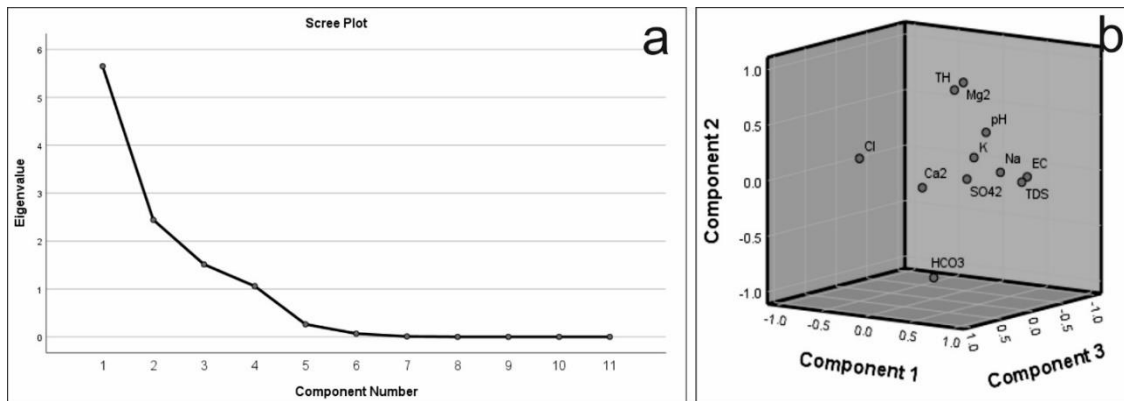 Scree Plot
a
Eigenvalue
6
5
4
3
2
1
0
1 2 3 4 5 6 7 8 9 10 11
Component Number
b
Component 2
1.0
0.5
0.0
-0.5
-1.0
TH
Mg2
pH
Cl
K
Na
EC
Ca2
SO42
TDS
HCO3
-1.0 -0.5 0.0 0.5 1.0
Component 1
1.0 0.5 0.0 -0.5 -1.0
Component 3